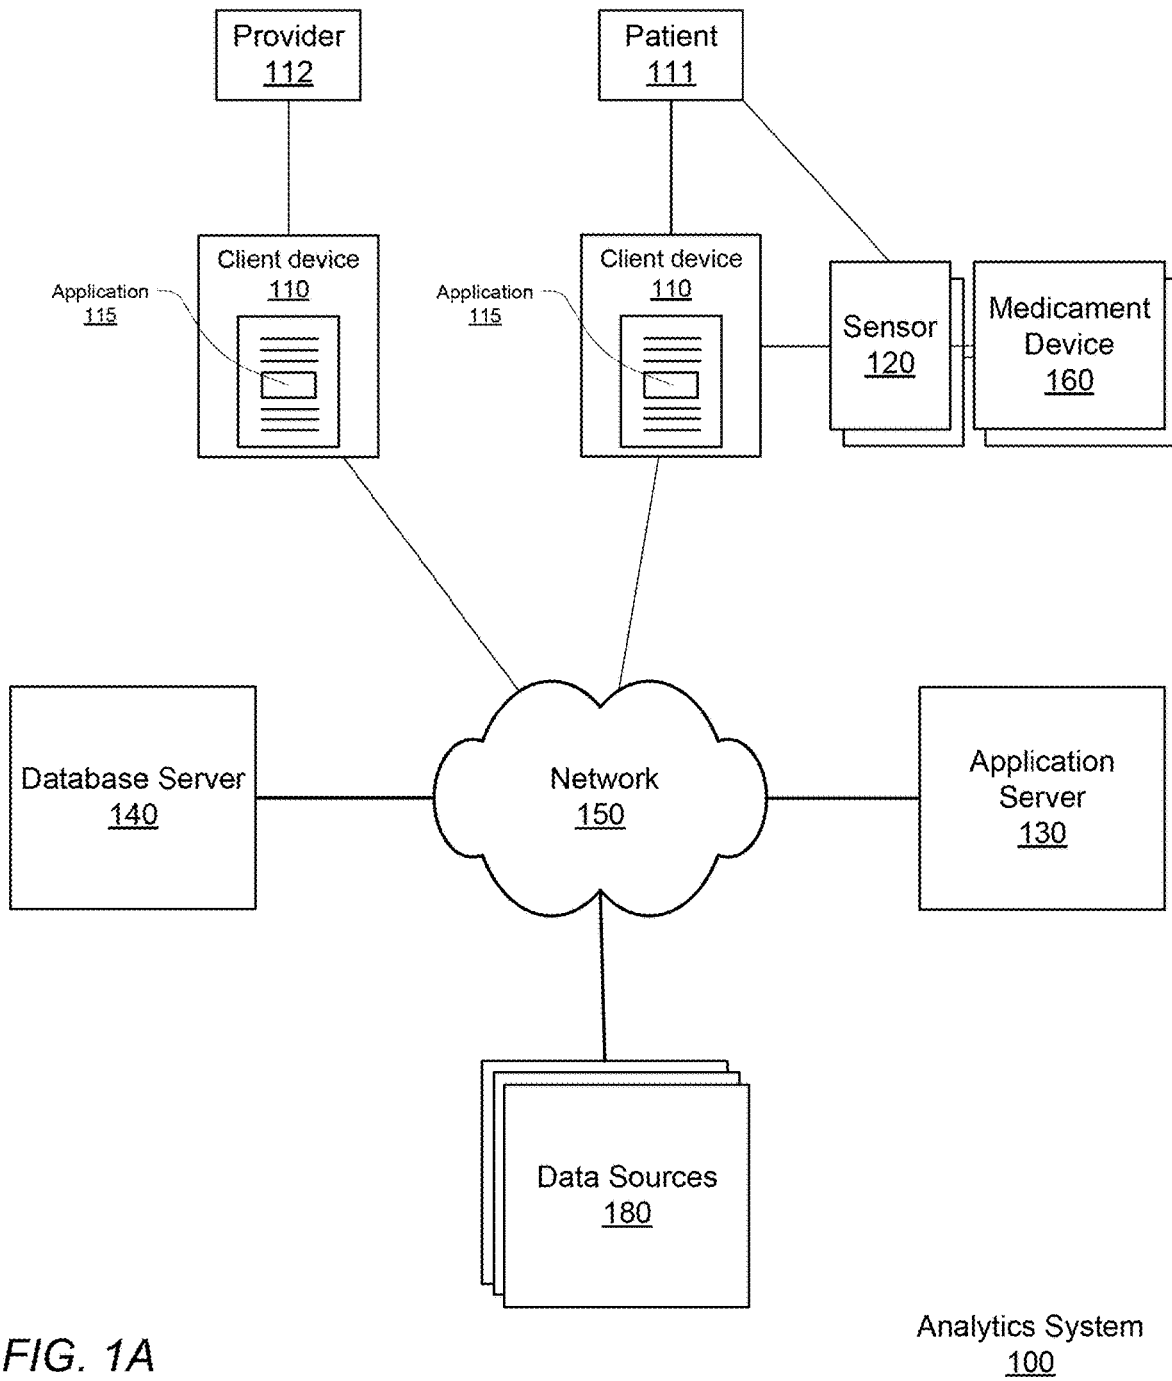 Provider
112
Patient
111
Client device
110
Application
115
Client device
110
Application
115
Sensor
120
Medicament
Device
160
Database Server
140
Network
150
Application
Server
130
Data Sources
180
FIG. 1A
Analytics System
100